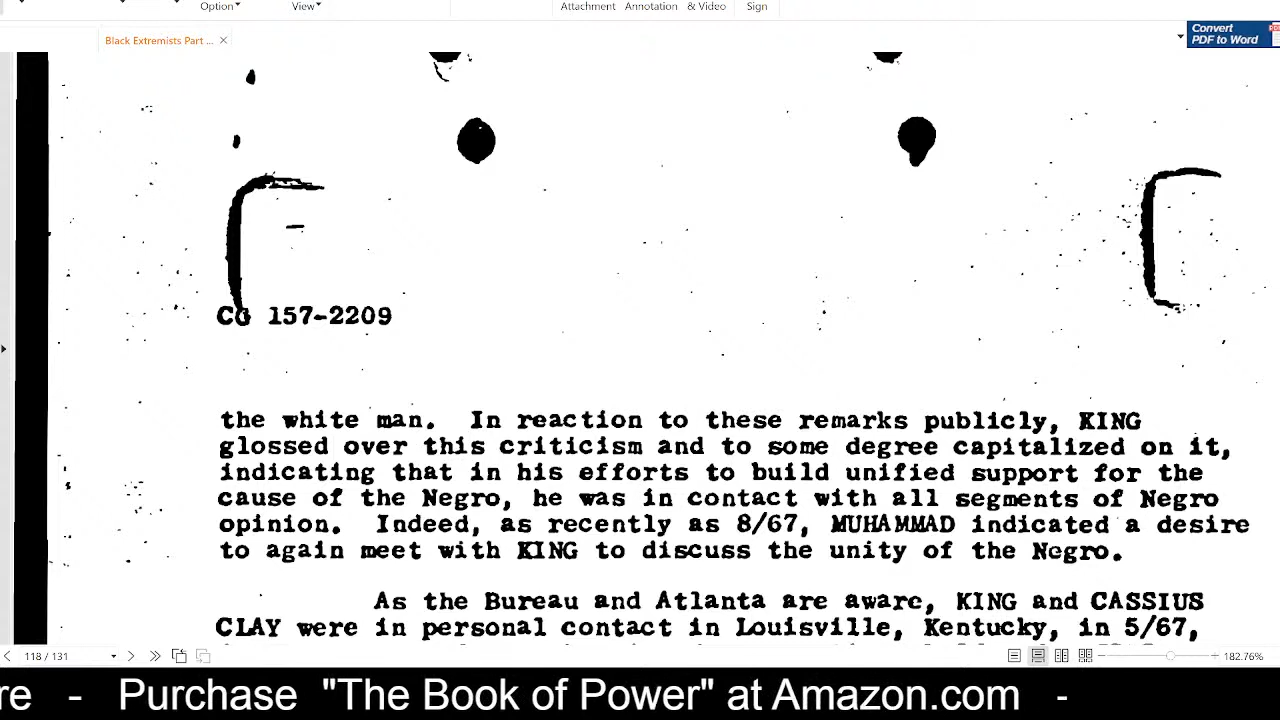 Option View Attachment Annotation & Video Sign
Black Extremists Part ...
Convert
PDF to Word
CG 157-2209
the white man. In reaction to these remarks publicly, KING
glossed over this criticism and to some degree capitalized on it,
indicating that in his efforts to build unified support for the
cause of the Negro, he was in contact with all segments of Negro
opinion. Indeed, as recently as 8/67, MUHAMMAD indicated a desire
to again meet with KING to discuss the unity of the Negro.
As the Bureau and Atlanta are aware, KING and CASSIUS
CLAY were in personal contact in Louisville, Kentucky, in 5/67,
118 / 131
182.76%
re - Purchase "The Book of Power" at Amazon.com -